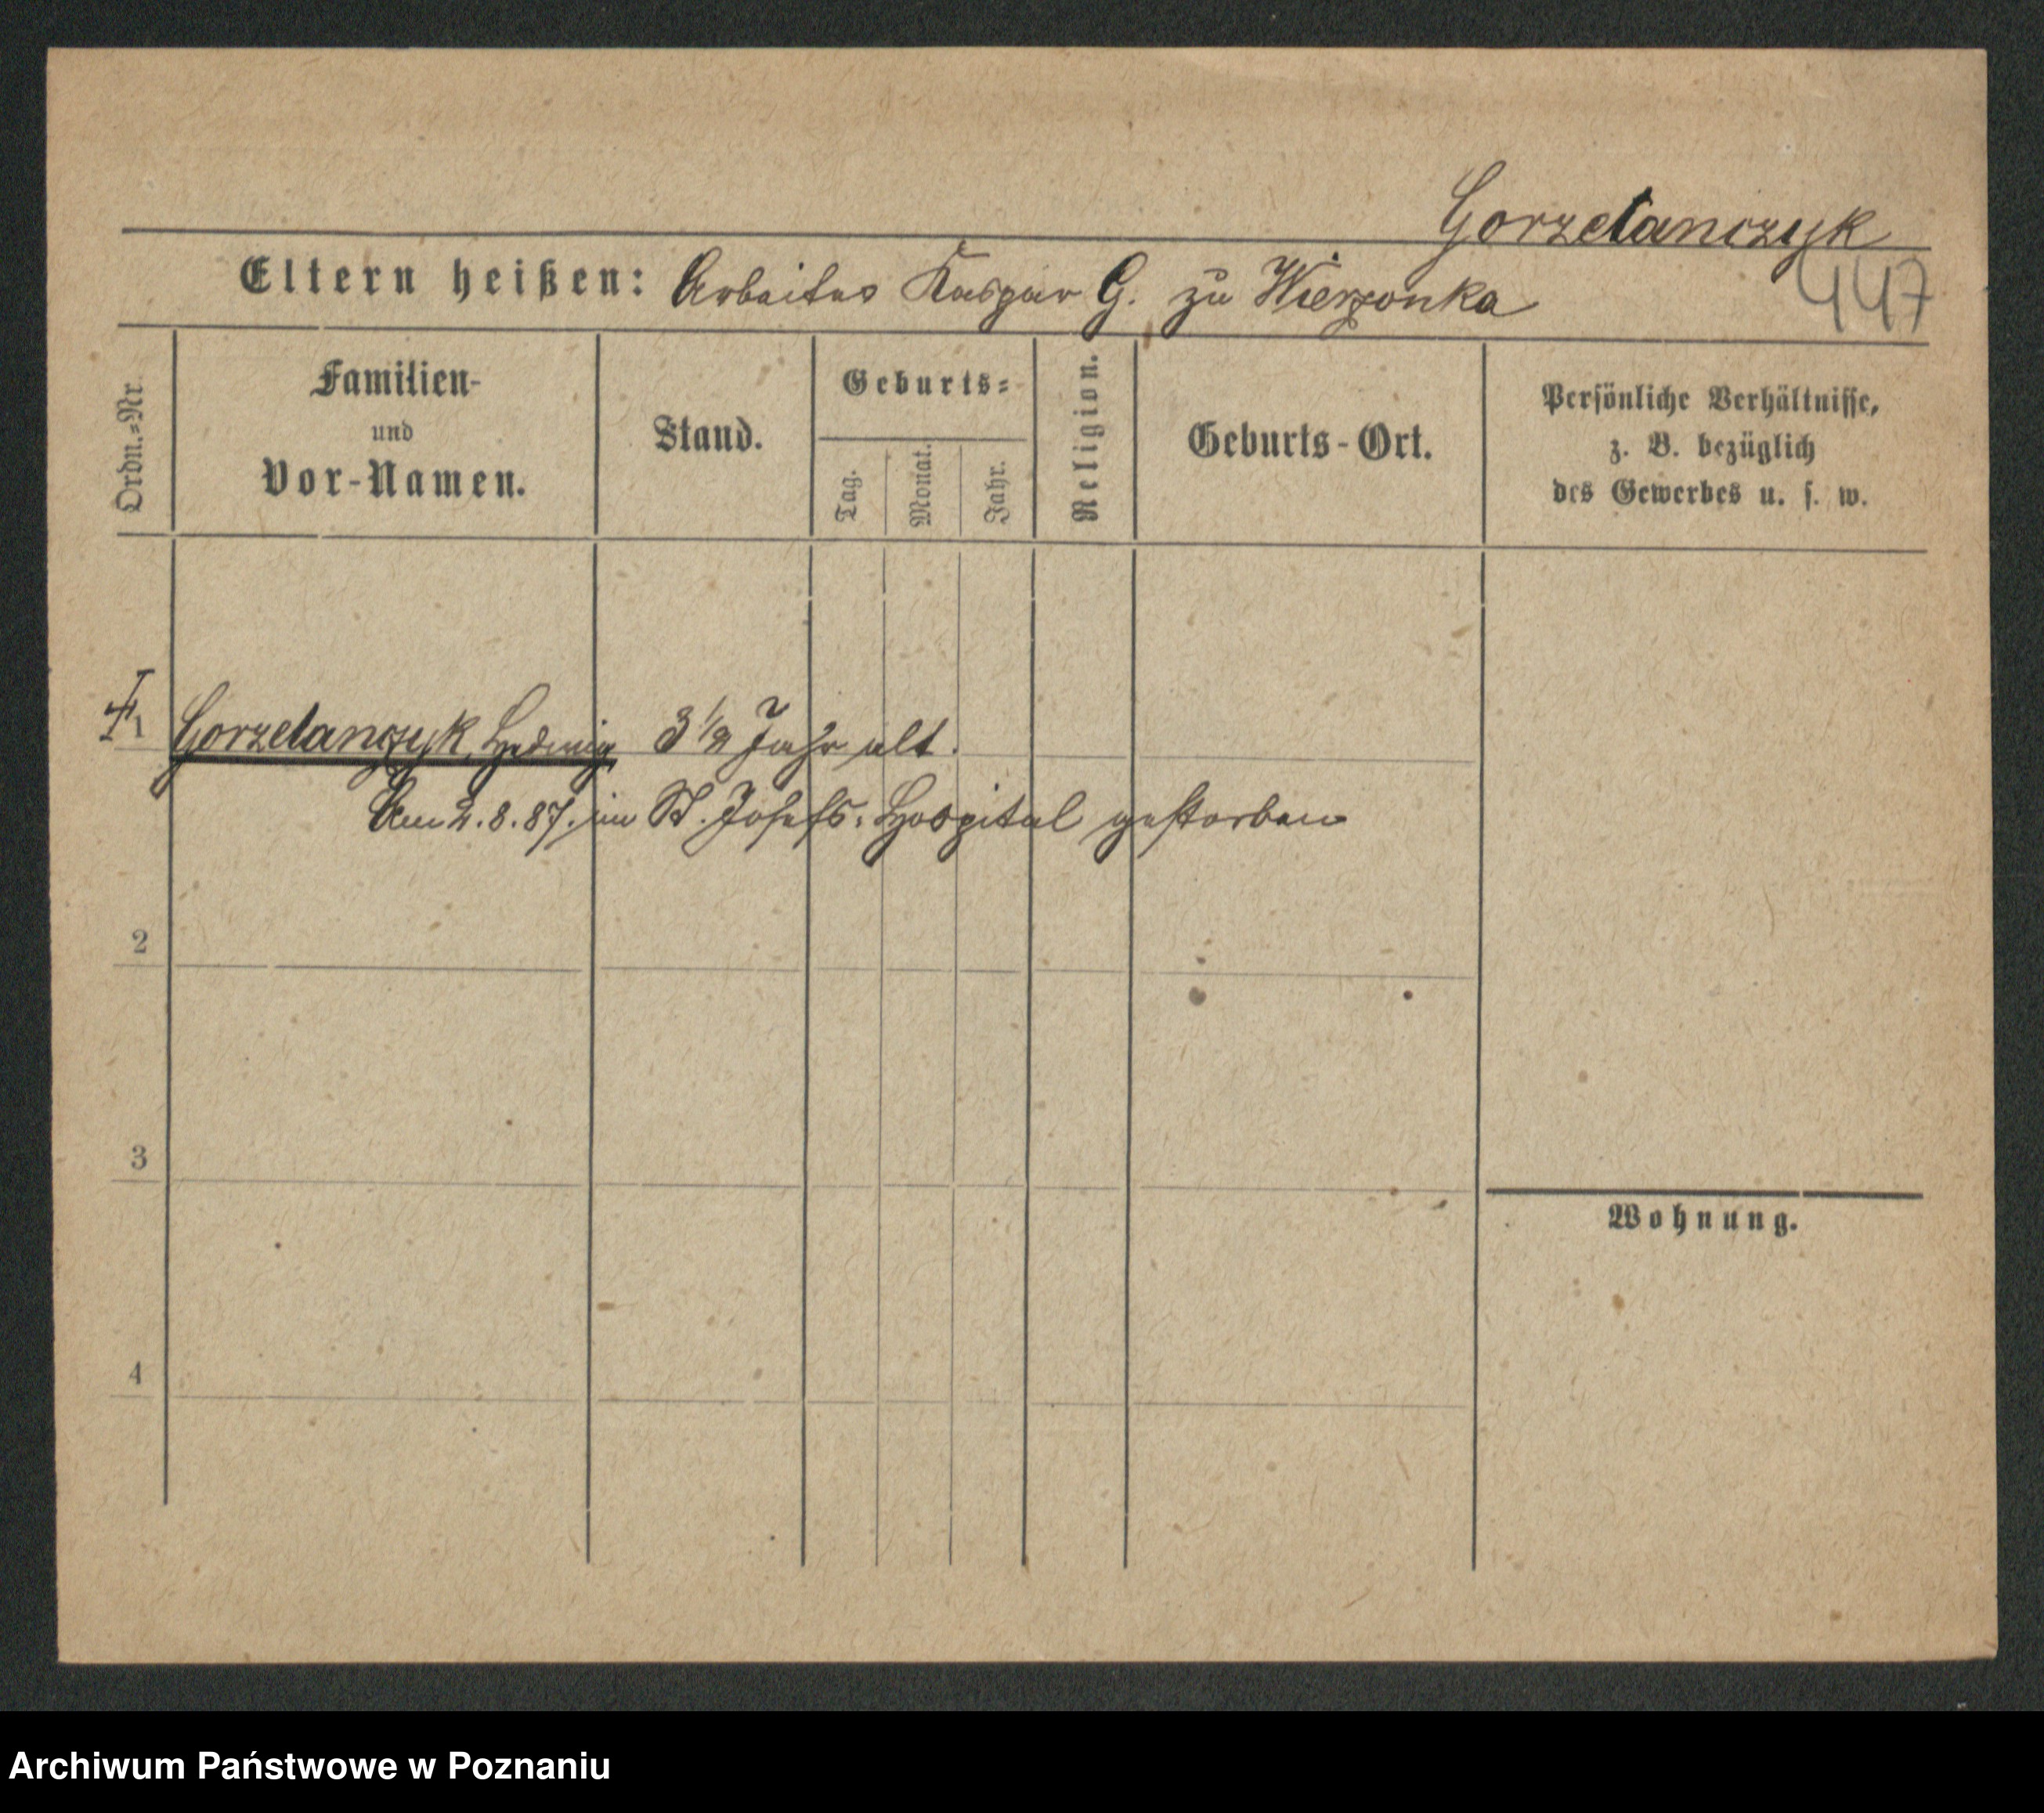 Gorzelanczyk
447
Eltern heißen: Arbeiter Kaspar G. zu Wierzonka
Ordn.=Nr.
Familien-
und
Vor-Namen.
Stand.
Geburts=
Tag.
Monat.
Jahr.
Religion.
Geburts-Ort.
Persönliche Verhältnisse,
z. B. bezüglich
des Gewerbes u. s. w.
1 Gorzelanczyk, Hedwig 3 1/2 Jahr alt.
Am 2.8.87. im St. Josefs. Hospital gestorben
2
3
Wohnung.
4
Archiwum Państwowe w Poznaniu